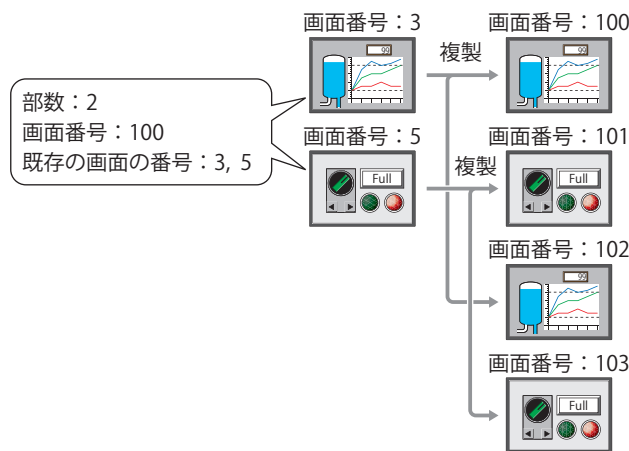 画面番号：3
画面番号：100
99
99
複製
部数：2
画面番号：100
既存の画面の番号：3, 5
画面番号：5
画面番号：101
複製
Full
Full
画面番号：102
99
画面番号：103
Full